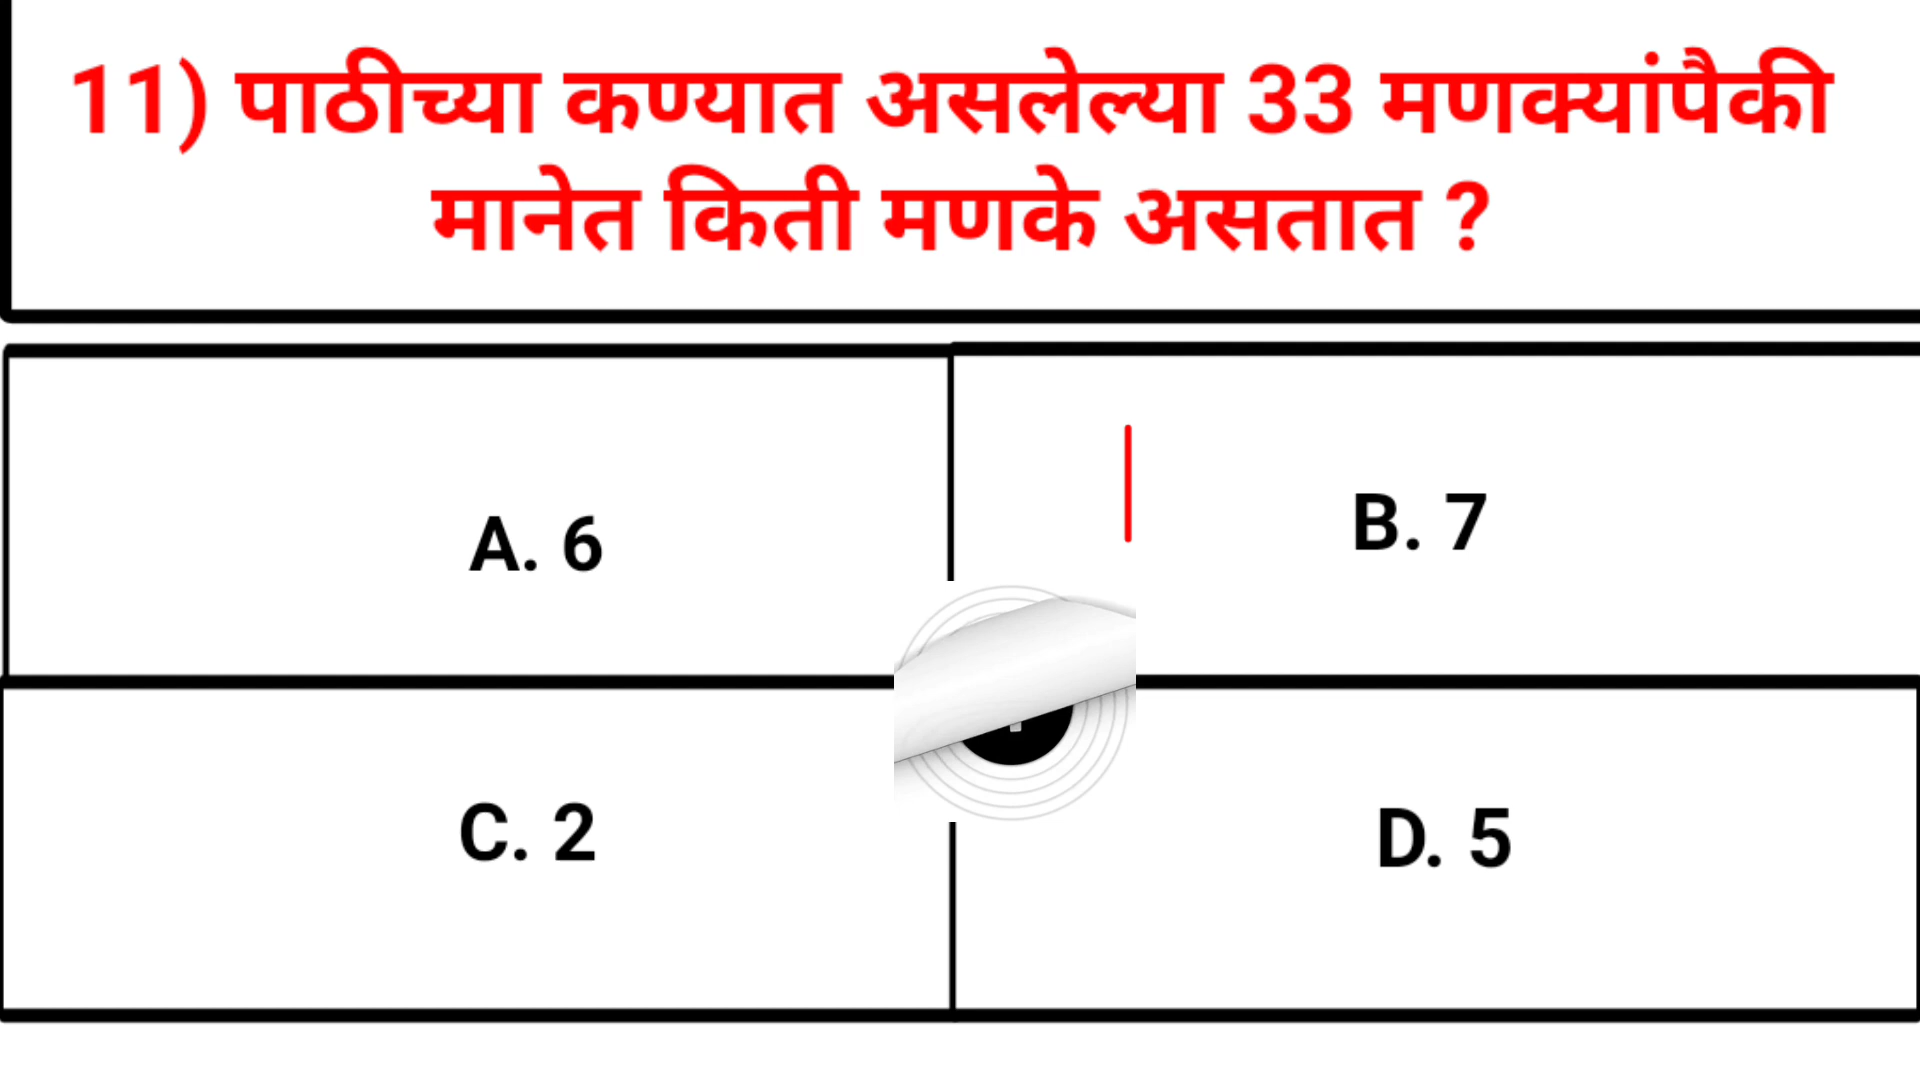 11) पाठीच्या कण्यात असलेल्या 33 मणक्यांपैकी
मानेत किती मणके असतात ?
A. 6
B. 7
C. 2
D. 5